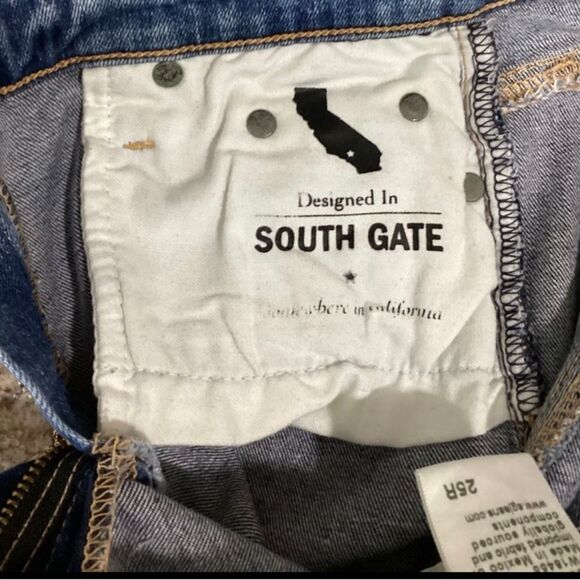 Designed In
SOUTH GATE
Somewhere in California
25R
www.agjeans.com
components
globally sourced
imported fabric and
Made in Mexico